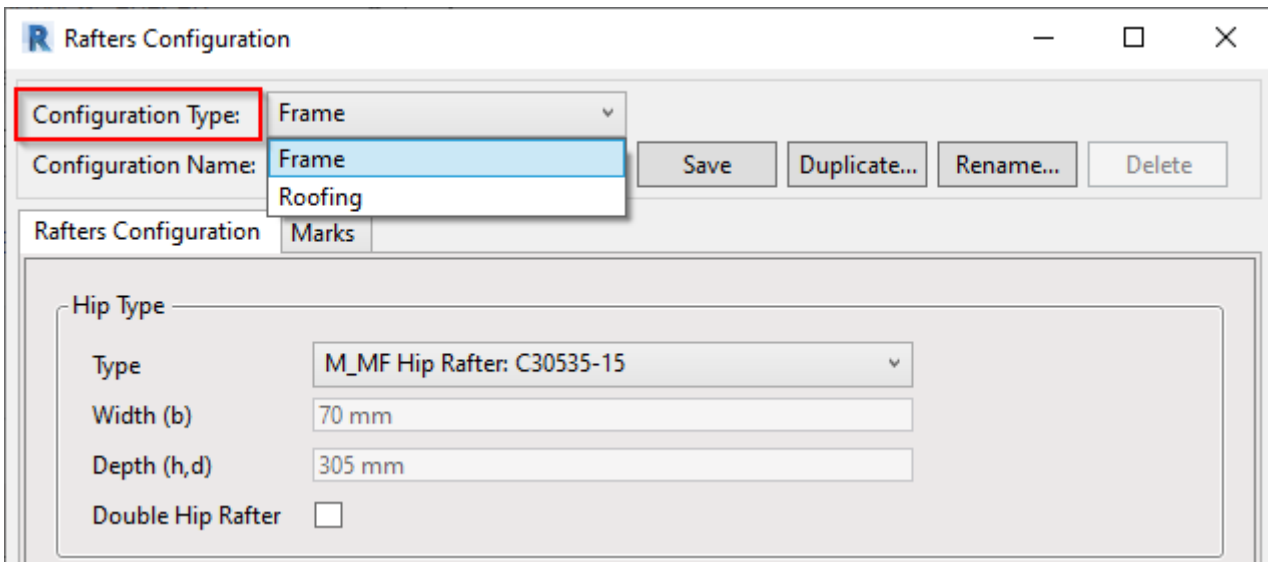 R Rafters Configuration
Configuration Type: Frame
Frame
Configuration Name: Save Duplicate... Rename... Delete
Roofing
Rafters Configuration Marks
Hip Type
Type M_MF Hip Rafter: C30535-15
Width (b) 70 mm
Depth (h,d) 305 mm
Double Hip Rafter